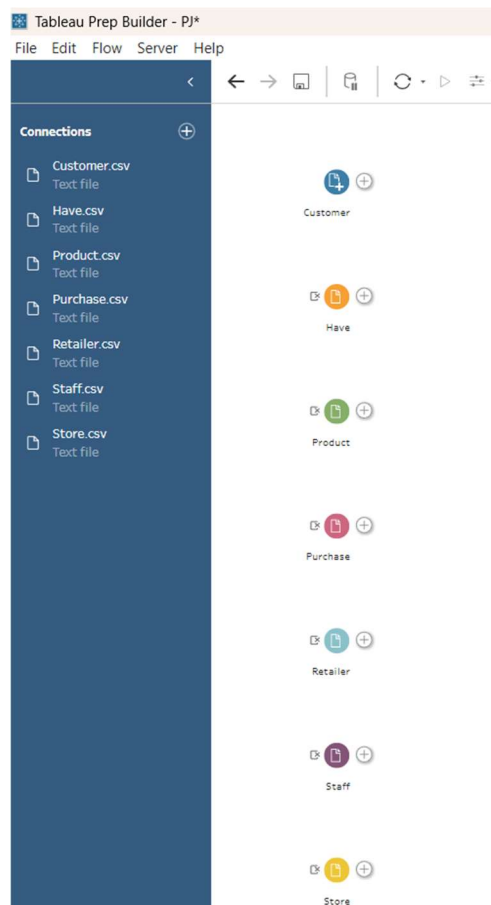 Tableau Prep Builder - PJ*
File Edit Flow Server Help
Connections
Customer.csv
Text file
Have.csv
Text file
Product.csv
Text file
Purchase.csv
Text file
Retailer.csv
Text file
Staff.csv
Text file
Store.csv
Text file
Customer
Have
Product
Purchase
Retailer
Staff
Store